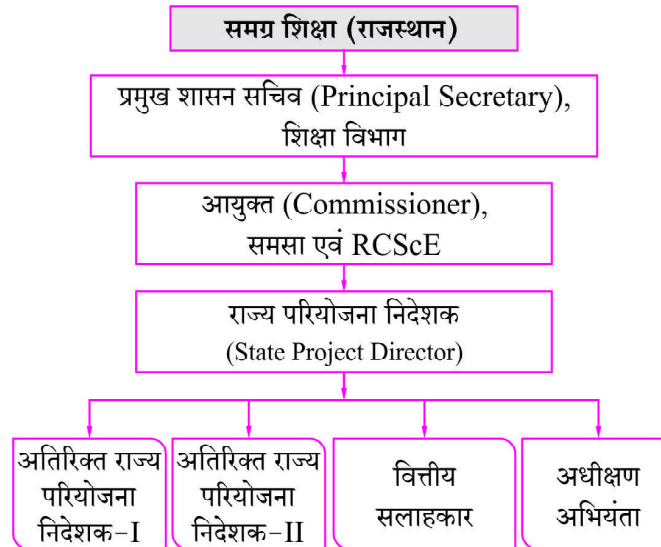 समग्र शिक्षा (राजस्थान)
प्रमुख शासन सचिव (Principal Secretary),
शिक्षा विभाग
आयुक्त (Commissioner),
समसा एवं RCScE
राज्य परियोजना निदेशक
(State Project Director)
अतिरिक्त राज्य
परियोजना
निदेशक-I
अतिरिक्त राज्य
परियोजना
निदेशक-II
वित्तीय
सलाहकार
अधीक्षण
अभियंता